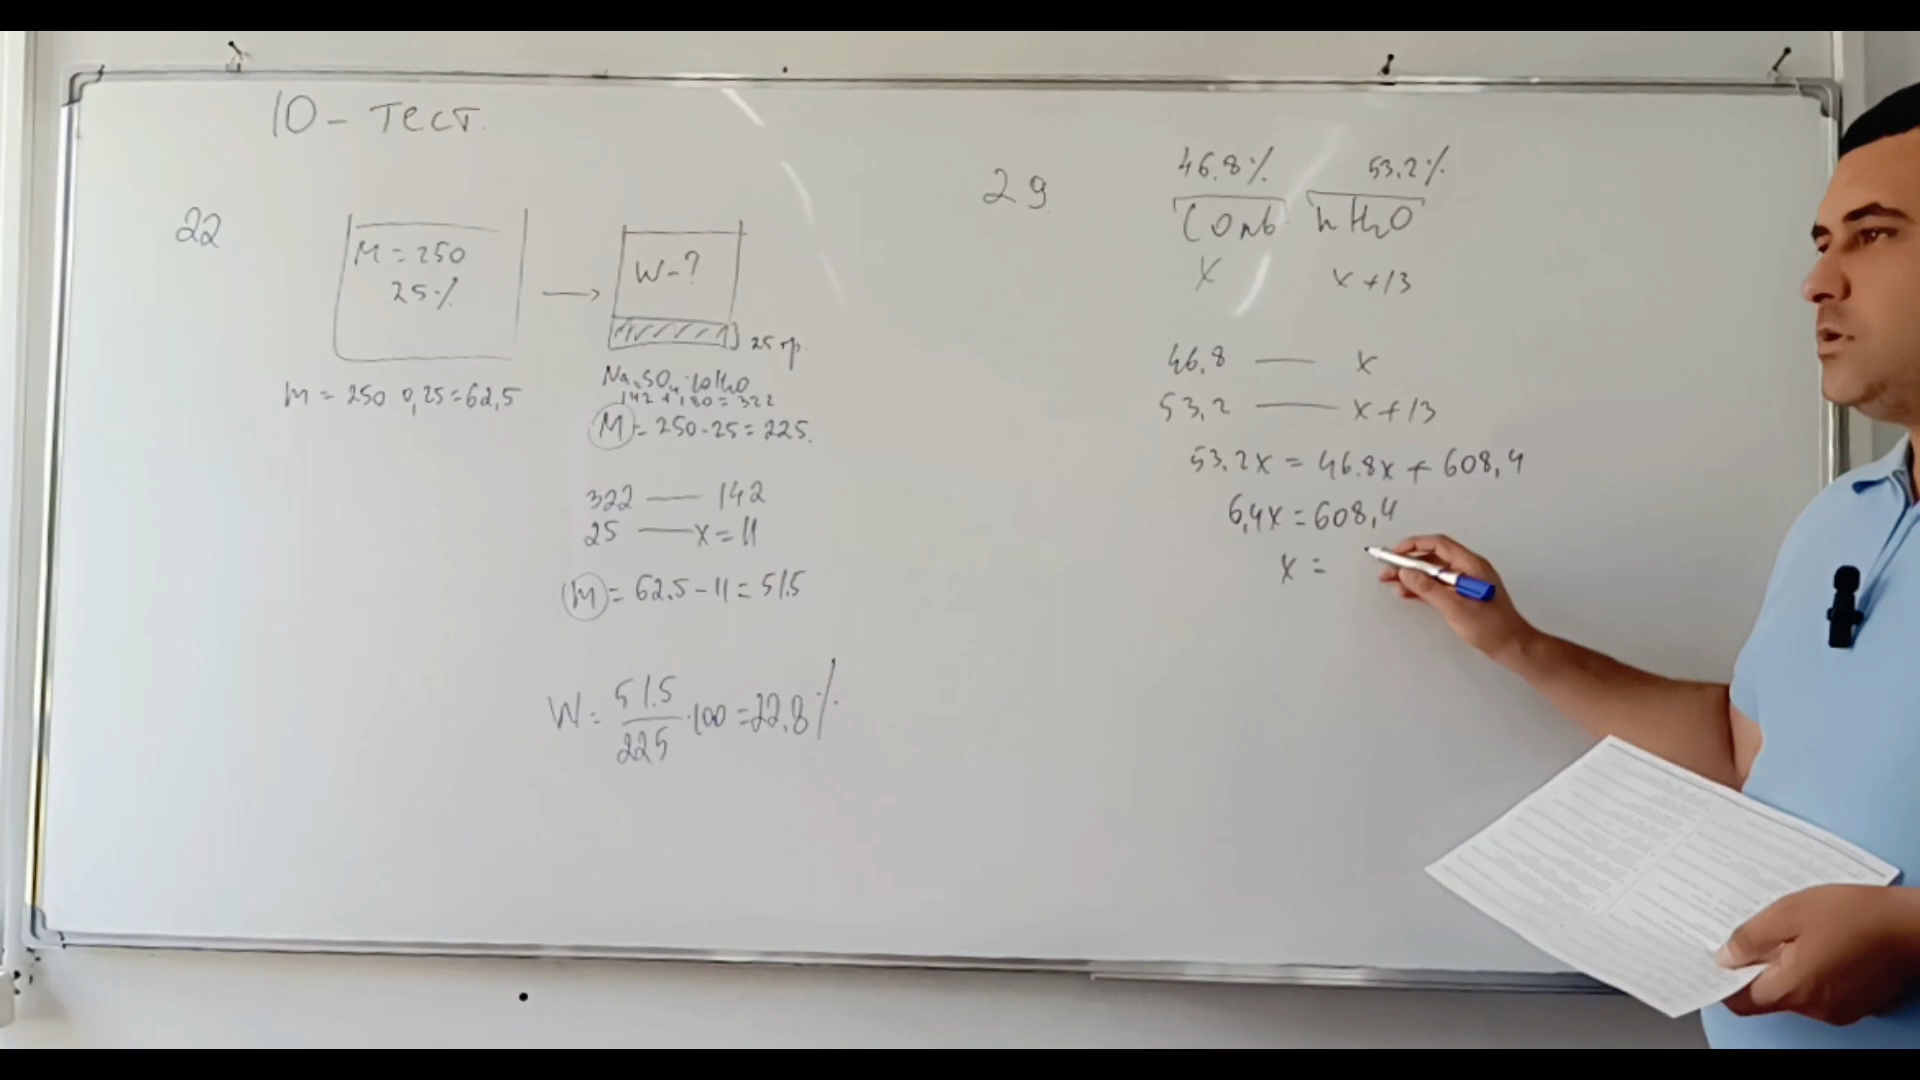 10 - тест.
22
M = 250
25%
m = 250 0,25 = 62,5
W - ?
25 гр.
Na2SO4·10H2O
142 + 180 = 322
M = 250 - 25 = 225.
322 — 142
25 — x = 11
m = 62.5 - 11 = 51.5
W = 51.5/225 · 100 = 22.8%
29
46.8% 53.2%
nH2O
x x + 13
46,8 — x
53,2 — x + 13
53.2x = 46.8x + 608,4
6,4x = 608,4
x =